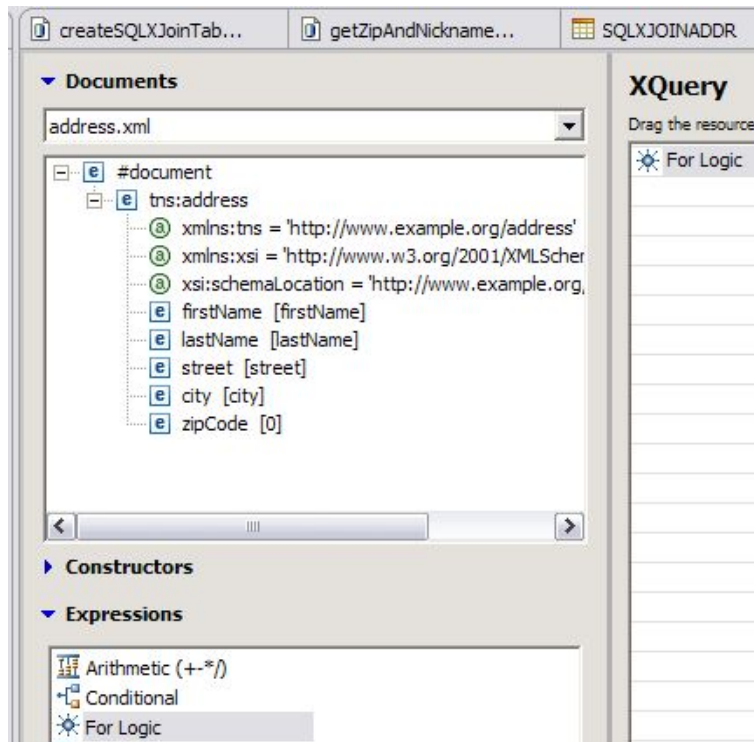 createSQLXJoinTab...
getZipAndNickname...
SQLXJOINADDR
Documents
address.xml
#document
tns:address
xmlns:tns = 'http://www.example.org/address'
xmlns:xsi = 'http://www.w3.org/2001/XMLScher
xsi:schemaLocation = 'http://www.example.org,
firstName [firstName]
lastName [lastName]
street [street]
city [city]
zipCode [0]
Constructors
Expressions
Arithmetic (+-*/)
Conditional
For Logic
XQuery
Drag the resource
For Logic